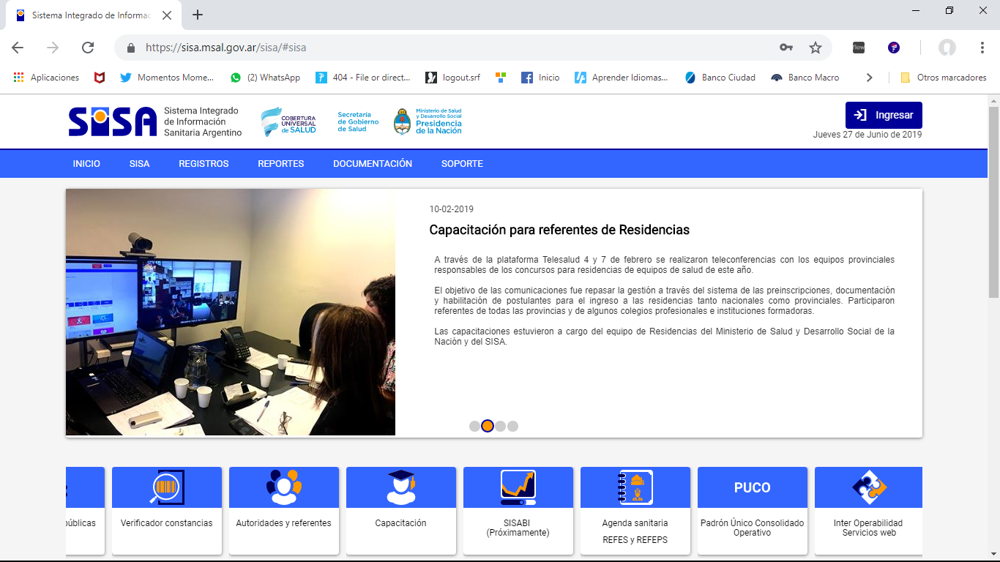 Sistema Integrado de Informac
https://sisa.msal.gov.ar/sisa/#sisa
flew
Aplicaciones
Momentos Mome...
(2) WhatsApp
404 - File or direct...
logout.srf
Inicio
Aprender Idiomas...
Banco Ciudad
Banco Macro
Otros marcadores
SISA
Sistema Integrado
de Información
Sanitaria Argentino
COBERTURA
UNIVERSAL
de SALUD
Secretaría
de Gobierno
de Salud
Ministerio de Salud
y Desarrollo Social
Presidencia
de la Nación
Ingresar
Jueves 27 de Junio de 2019
INICIO SISA REGISTROS REPORTES DOCUMENTACIÓN SOPORTE
10-02-2019
Capacitación para referentes de Residencias
A través de la plataforma Telesalud 4 y 7 de febrero se realizaron teleconferencias con los equipos provinciales
responsables de los concursos para residencias de equipos de salud de este año.
El objetivo de las comunicaciones fue repasar la gestión a través del sistema de las preinscripciones, documentación
y habilitación de postulantes para el ingreso a las residencias tanto nacionales como provinciales. Participaron
referentes de todas las provincias y de algunos colegios profesionales e instituciones formadoras.
Las capacitaciones estuvieron a cargo del equipo de Residencias del Ministerio de Salud y Desarrollo Social de la
Nación y del SISA.
públicas
Verificador constancias
Autoridades y referentes
Capacitación
SISABI
(Próximamente)
Agenda sanitaria
REFES y REFEPS
PUCO
Padrón Único Consolidado
Operativo
Inter Operabilidad
Servicios web